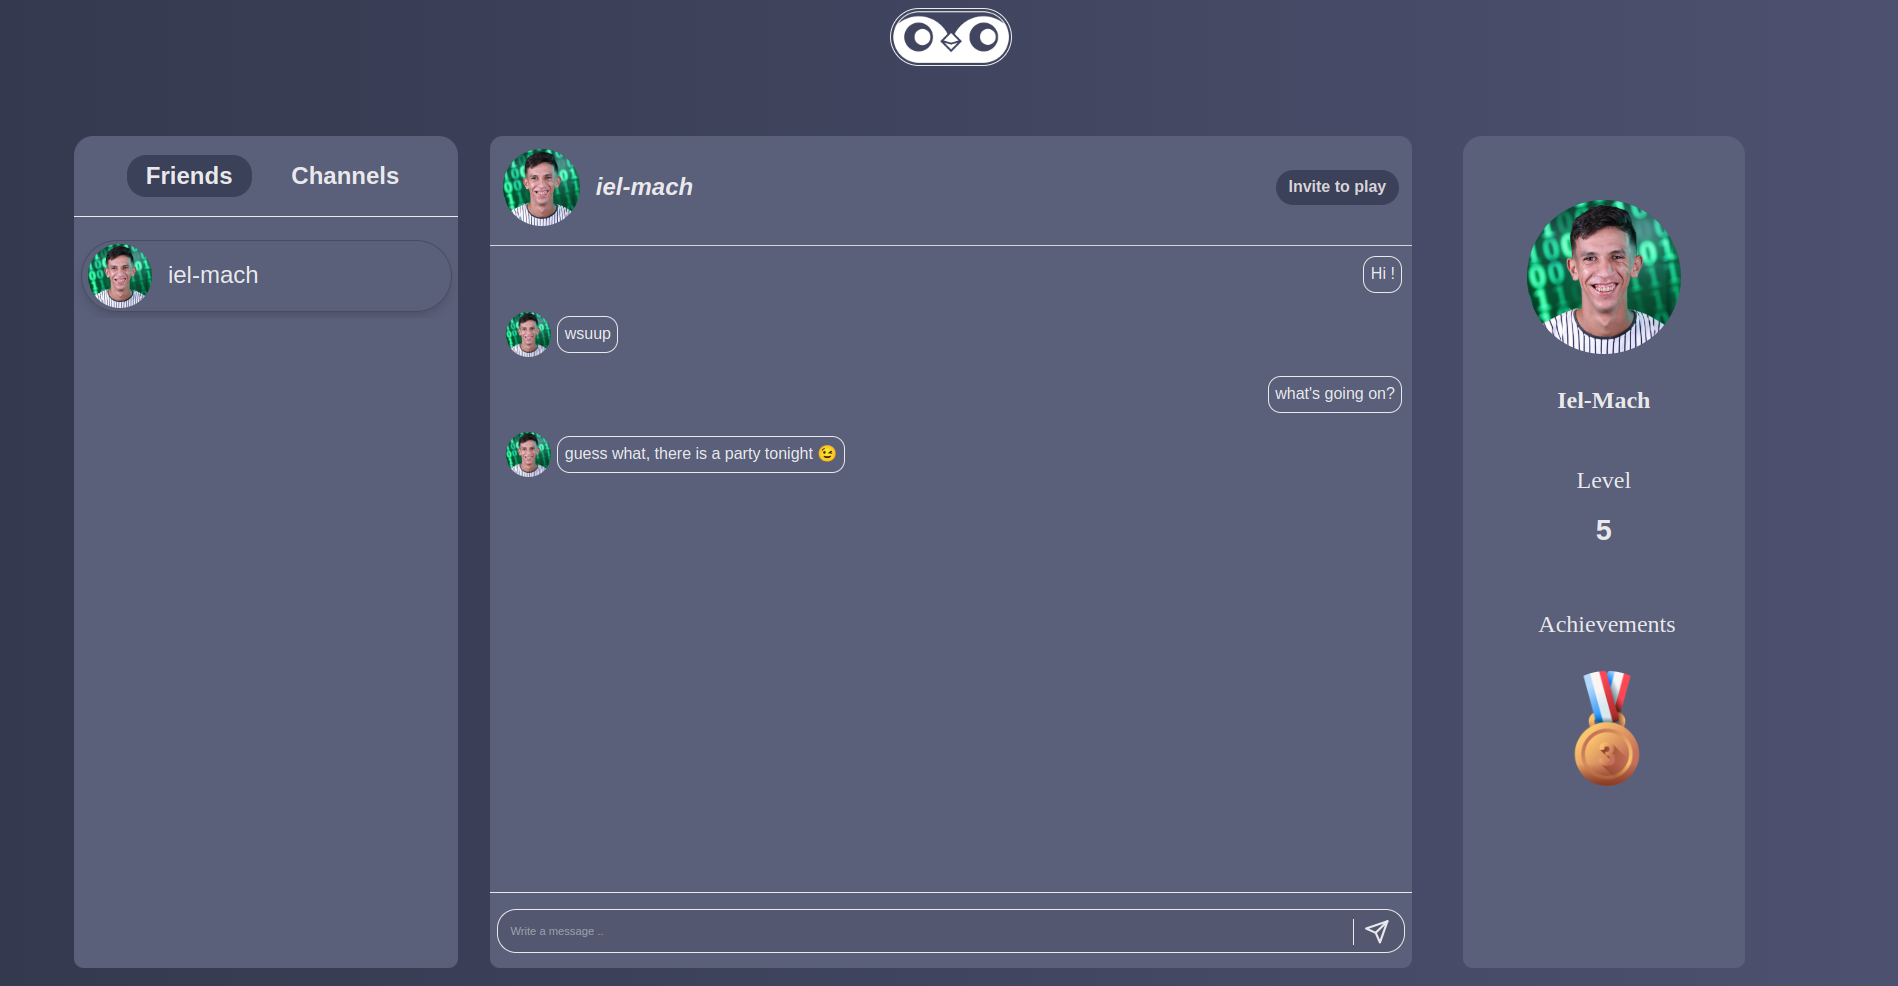 Friends
Channels
iel-mach
iel-mach
Invite to play
Hi !
wsuup
what's going on?
guess what, there is a party tonight 😉
Write a message ..
Iel-Mach
Level
5
Achievements
3